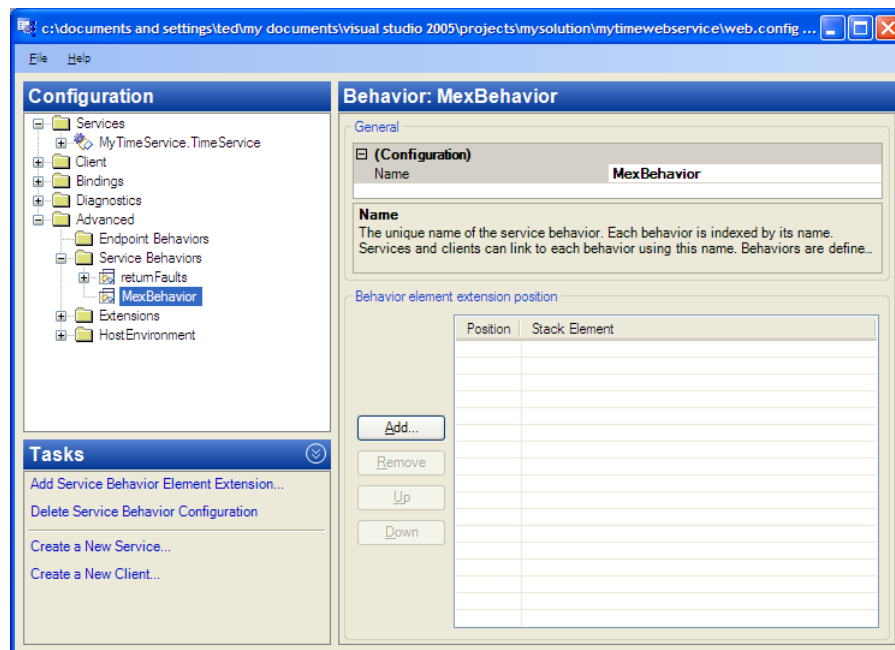 c:\documents and settings\ted\my documents\visual studio 2005\projects\mysolution\mytimewebservice\web.config ...
File Help
Configuration
Services
MyTimeService.TimeService
Client
Bindings
Diagnostics
Advanced
Endpoint Behaviors
Service Behaviors
returnFaults
MexBehavior
Extensions
HostEnvironment
Tasks
Add Service Behavior Element Extension...
Delete Service Behavior Configuration
Create a New Service...
Create a New Client...
Behavior: MexBehavior
General
(Configuration)
Name MexBehavior
Name
The unique name of the service behavior. Each behavior is indexed by its name.
Services and clients can link to each behavior using this name. Behaviors are define...
Behavior element extension position
Position Stack Element
Add...
Remove
Up
Down